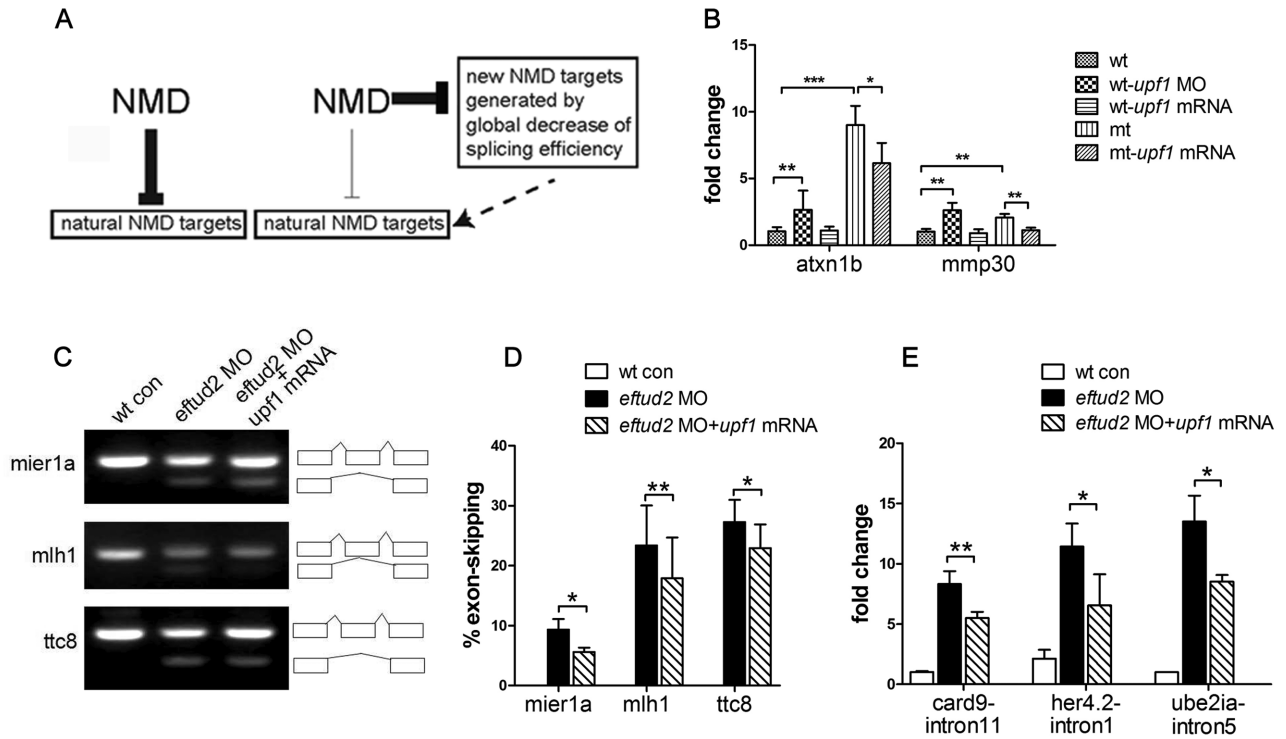 A
NMD
natural NMD targets
NMD
new NMD targets
generated by
global decrease of
splicing efficiency
natural NMD targets
B
fold change
15
10
5
0
***
*
**
**
**
**
atxn1b
mmp30
wt
wt-upf1 MO
wt-upf1 mRNA
mt
mt-upf1 mRNA
C
wt con
eftud2 MO
eftud2 MO
+
upf1 mRNA
mier1a
mlh1
ttc8
D
wt con
eftud2 MO
eftud2 MO+upf1 mRNA
% exon-skipping
40
30
20
10
0
*
**
*
mier1a
mlh1
ttc8
E
wt con
eftud2 MO
eftud2 MO+upf1 mRNA
fold change
20
15
10
5
0
**
*
*
card9-
intron11
her4.2-
intron1
ube2ia-
intron5